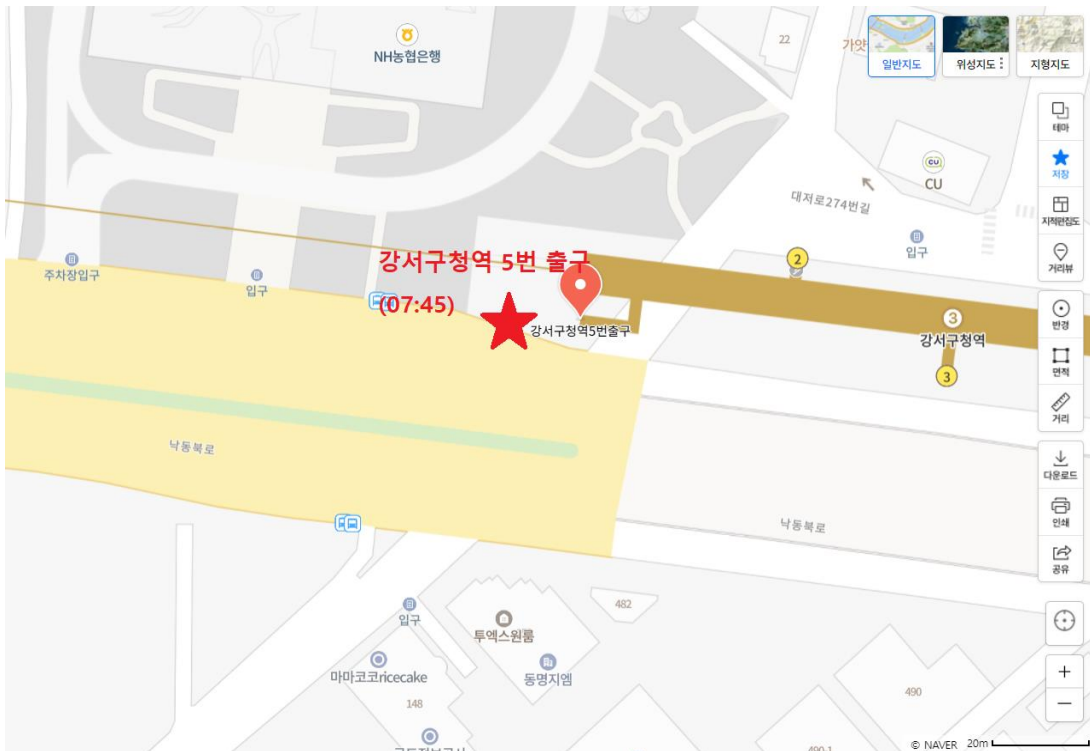 NH농협은행
22
가얏
일반지도
위성지도
지형지도
테마
저장
지적편집도
거리뷰
반경
면적
거리
다운로드
인쇄
공유
CU
CU
대저로274번길
입구
주차장입구
입구
강서구청역 5번 출구
(07:45)
강서구청역5번출구
2
3
강서구청역
3
낙동북로
낙동북로
482
입구
투엑스원룸
동명지엠
마마코코ricecake
148
490
490-1
© NAVER 20m